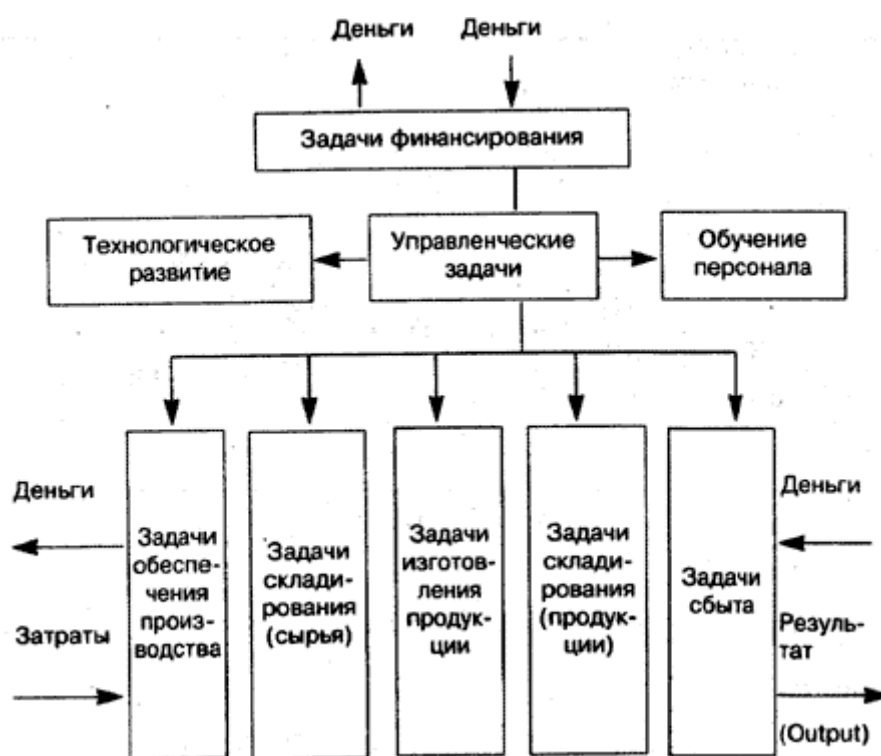 Деньги Деньги
Задачи финансирования
Технологическое
развитие
Управленческие
задачи
Обучение
персонала
Деньги
Затраты
Задачи
обеспе-
чения
произ-
водства
Задачи
склади-
рования
(сырья)
Задачи
изготов-
ления
продук-
ции
Задачи
склади-
рования
(продук-
ции)
Задачи
сбыта
Деньги
Резуль-
тат
(Output)